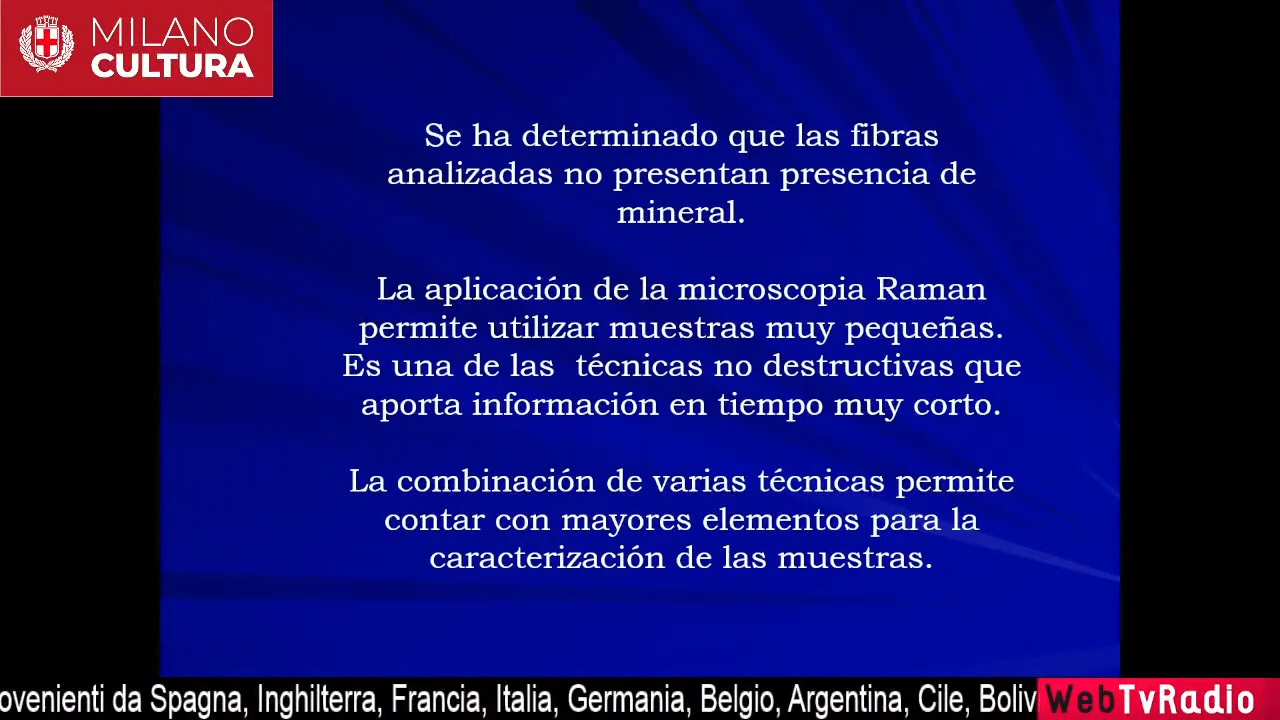 MILANO
CULTURA
Se ha determinado que las fibras
analizadas no presentan presencia de
mineral.
La aplicación de la microscopia Raman
permite utilizar muestras muy pequeñas.
Es una de las  técnicas no destructivas que
aporta información en tiempo muy corto.
La combinación de varias técnicas permite
contar con mayores elementos para la
caracterización de las muestras.
ovenienti da Spagna, Inghilterra, Francia, Italia, Germania, Belgio, Argentina, Cile, Boliv
WebTvRadio